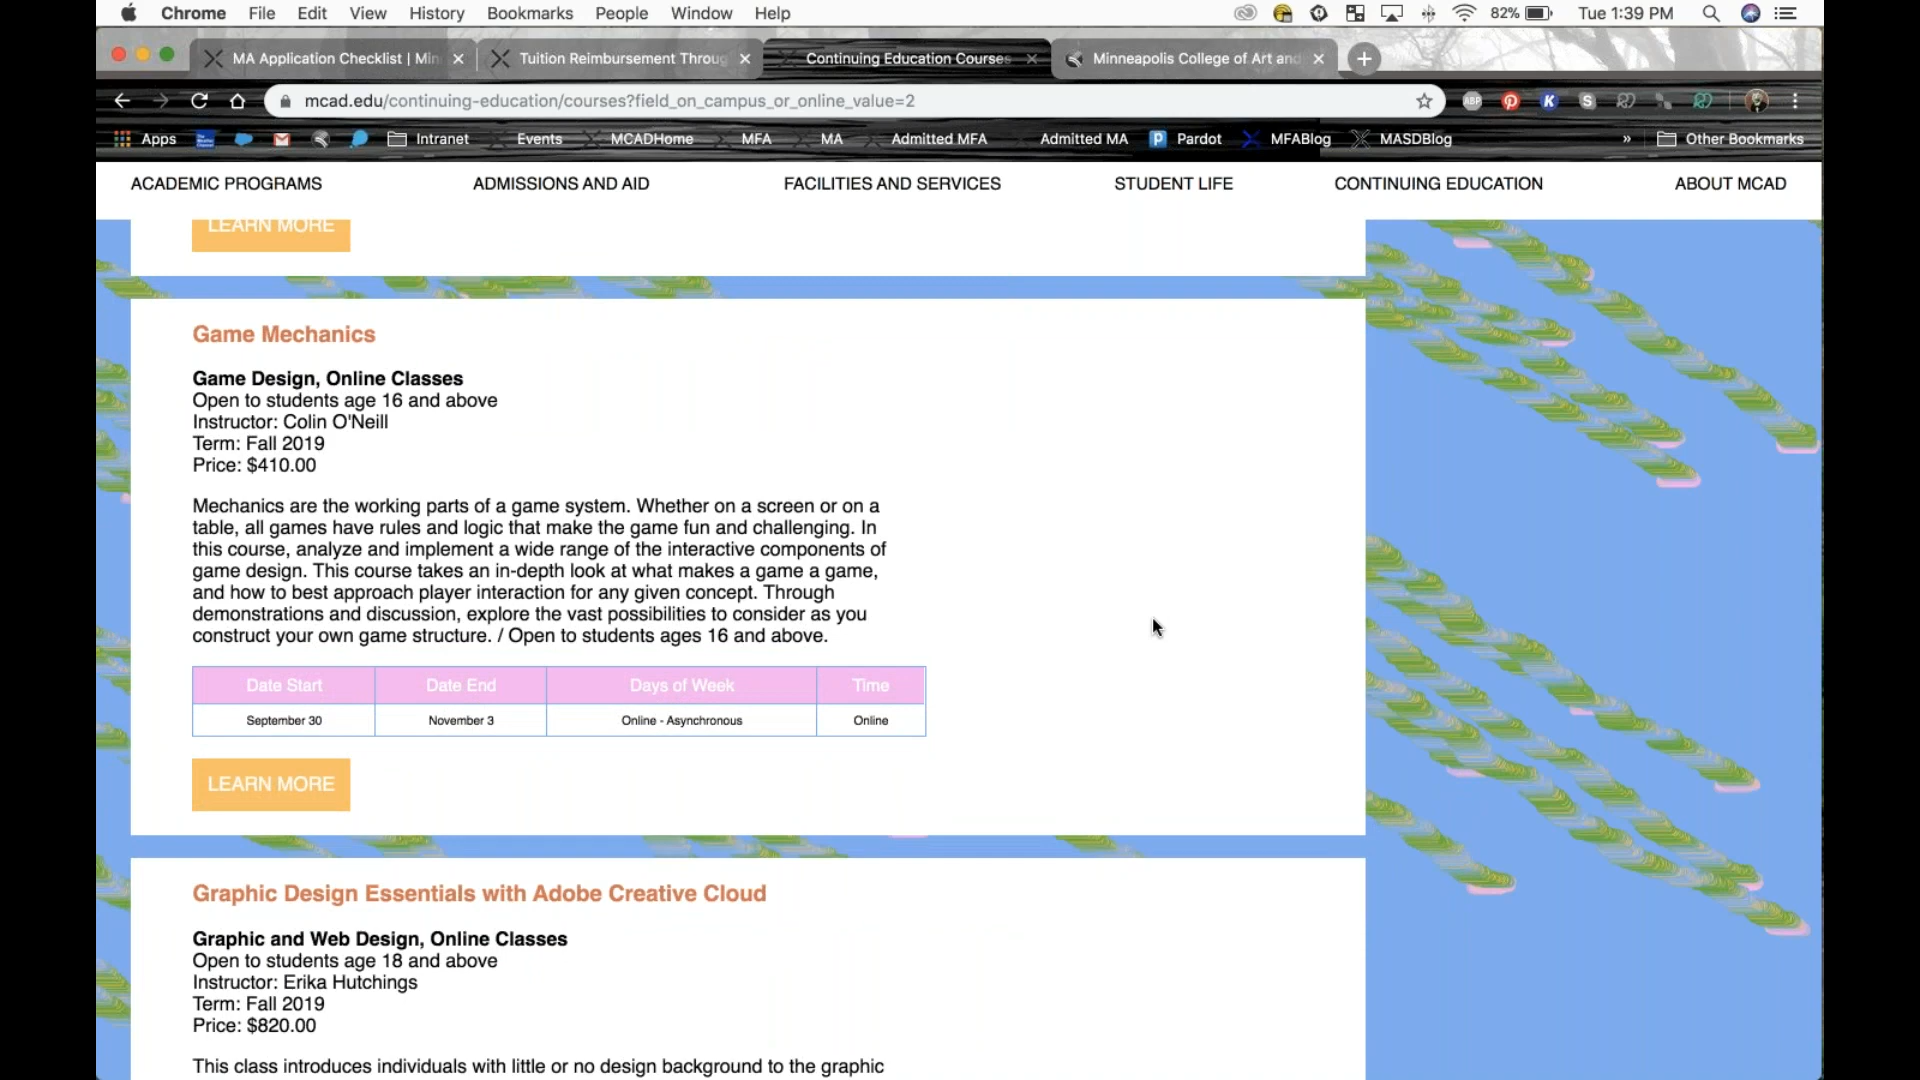 Chrome File Edit View History Bookmarks People Window Help 82% Tue 1:39 PM
MA Application Checklist | Min Tuition Reimbursement Throug Continuing Education Courses Minneapolis College of Art and
mcad.edu/continuing-education/courses?field_on_campus_or_online_value=2
Apps Intranet Events MCADHome MFA MA Admitted MFA Admitted MA Pardot MFABlog MASDBlog » Other Bookmarks
ACADEMIC PROGRAMS ADMISSIONS AND AID FACILITIES AND SERVICES STUDENT LIFE CONTINUING EDUCATION ABOUT MCAD
LEARN MORE
Game Mechanics
Game Design, Online Classes
Open to students age 16 and above
Instructor: Colin O'Neill
Term: Fall 2019
Price: $410.00
Mechanics are the working parts of a game system. Whether on a screen or on a
table, all games have rules and logic that make the game fun and challenging. In
this course, analyze and implement a wide range of the interactive components of
game design. This course takes an in-depth look at what makes a game a game,
and how to best approach player interaction for any given concept. Through
demonstrations and discussion, explore the vast possibilities to consider as you
construct your own game structure. / Open to students ages 16 and above.
Date Start Date End Days of Week Time
September 30 November 3 Online - Asynchronous Online
LEARN MORE
Graphic Design Essentials with Adobe Creative Cloud
Graphic and Web Design, Online Classes
Open to students age 18 and above
Instructor: Erika Hutchings
Term: Fall 2019
Price: $820.00
This class introduces individuals with little or no design background to the graphic